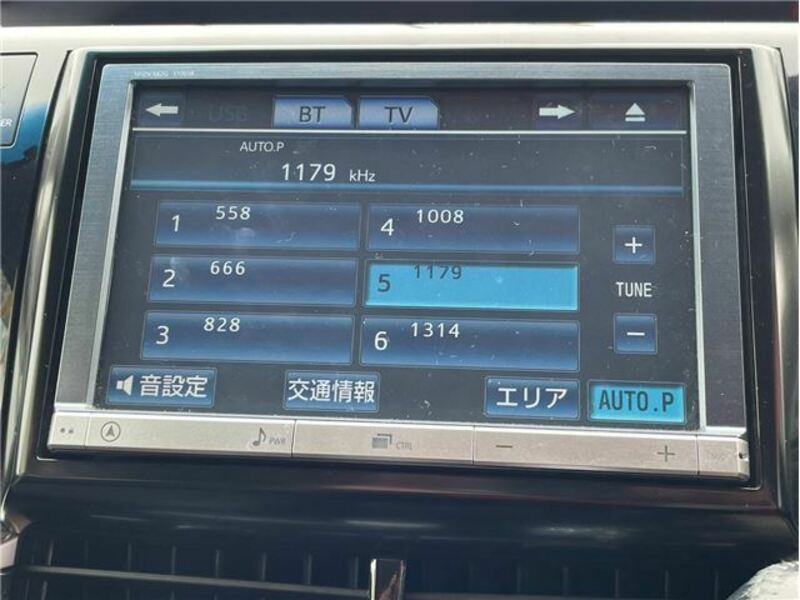 USB BT TV
AUTO.P
1179 kHz
1 558
4 1008
2 666
5 1179
3 828
6 1314
+
TUNE
−
音設定 交通情報 エリア AUTO.P
PWR CTRL − +